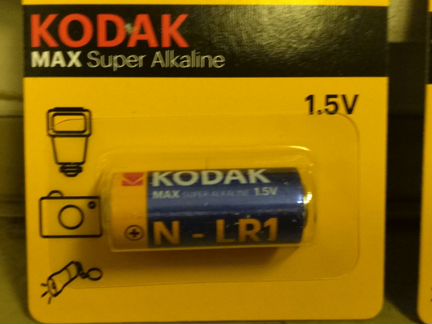 KODAK
MAX Super Alkaline
1.5V
KODAK
MAX SUPER ALKALINE 1.5V
N - LR1